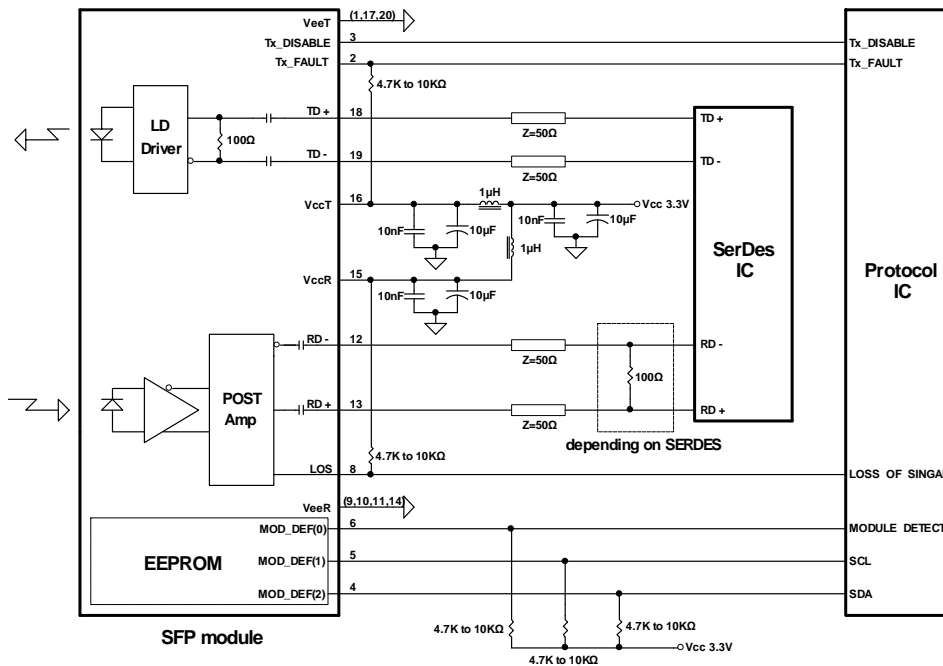 VeeT (1,17,20)
Tx_DISABLE 3 Tx_DISABLE
Tx_FAULT 2 Tx_FAULT
4.7K to 10KΩ
LD
Driver
100Ω
TD + 18 Z=50Ω TD +
TD - 19 Z=50Ω TD -
VccT 16 1µH Vcc 3.3V
10nF 10µF 10nF 10µF
1µH
VccR 15
10nF 10µF
SerDes
IC
Protocol
IC
RD - 12 Z=50Ω RD -
100Ω
POST
Amp
RD + 13 Z=50Ω RD +
depending on SERDES
4.7K to 10KΩ
LOS 8 LOSS OF SINGAL
VeeR (9,10,11,14)
MOD_DEF(0) 6 MODULE DETECT
EEPROM
MOD_DEF(1) 5 SCL
MOD_DEF(2) 4 SDA
SFP module
4.7K to 10KΩ 4.7K to 10KΩ
4.7K to 10KΩ
Vcc 3.3V